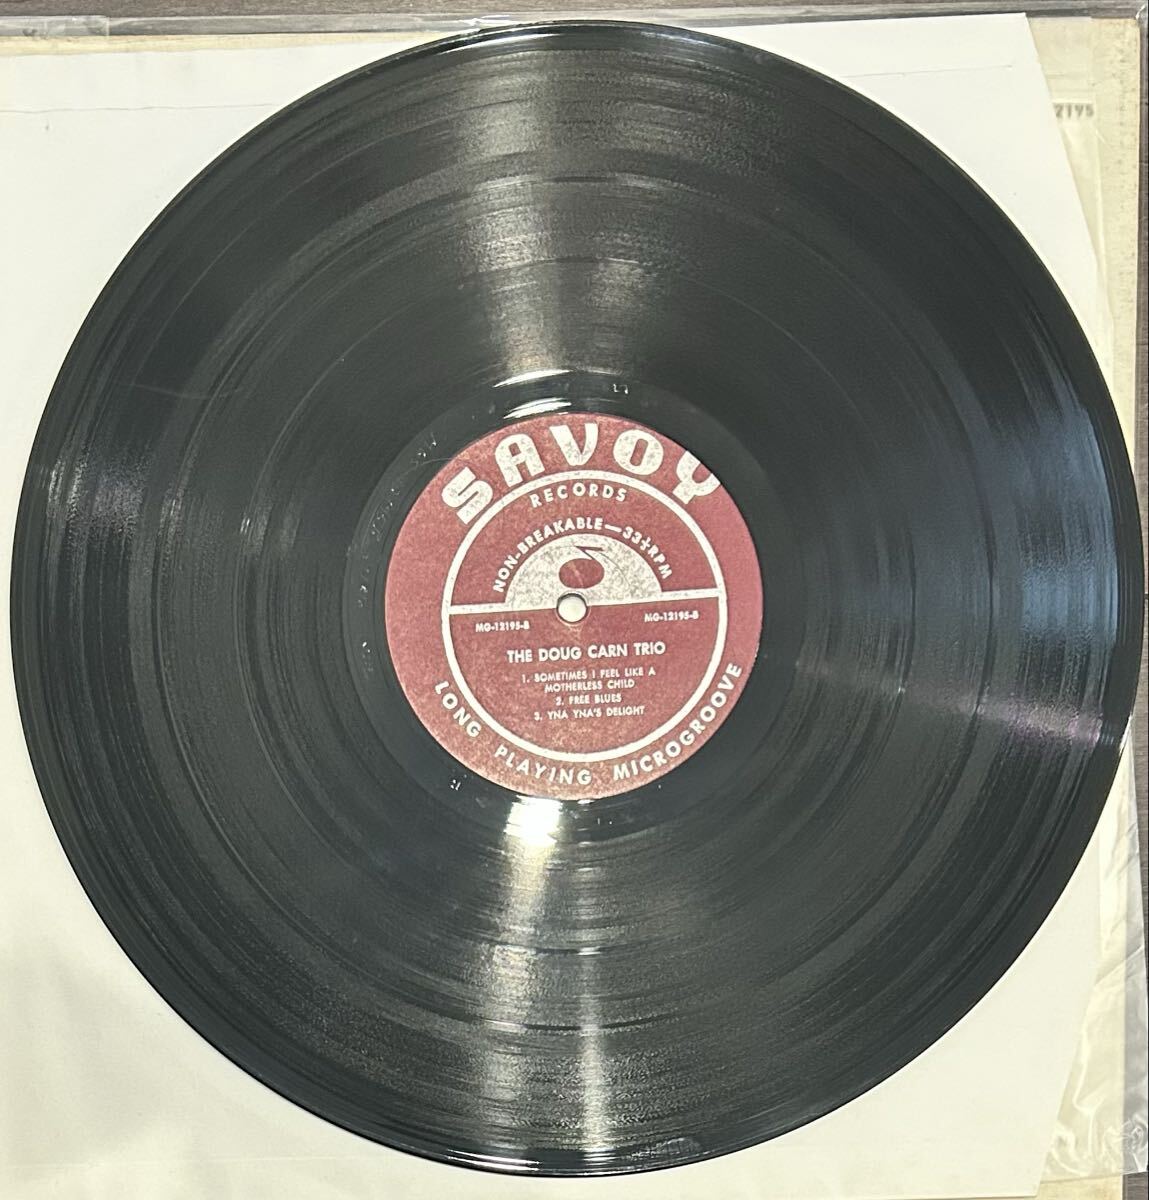 2195
SAVOY
RECORDS
NON-BREAKABLE—33⅓RPM
MG-12195-B
MG-12195-B
THE DOUG CARN TRIO
1. SOMETIMES I FEEL LIKE A
MOTHERLESS CHILD
2. FREE BLUES
3. YNA YNA'S DELIGHT
LONG PLAYING MICROGROOVE